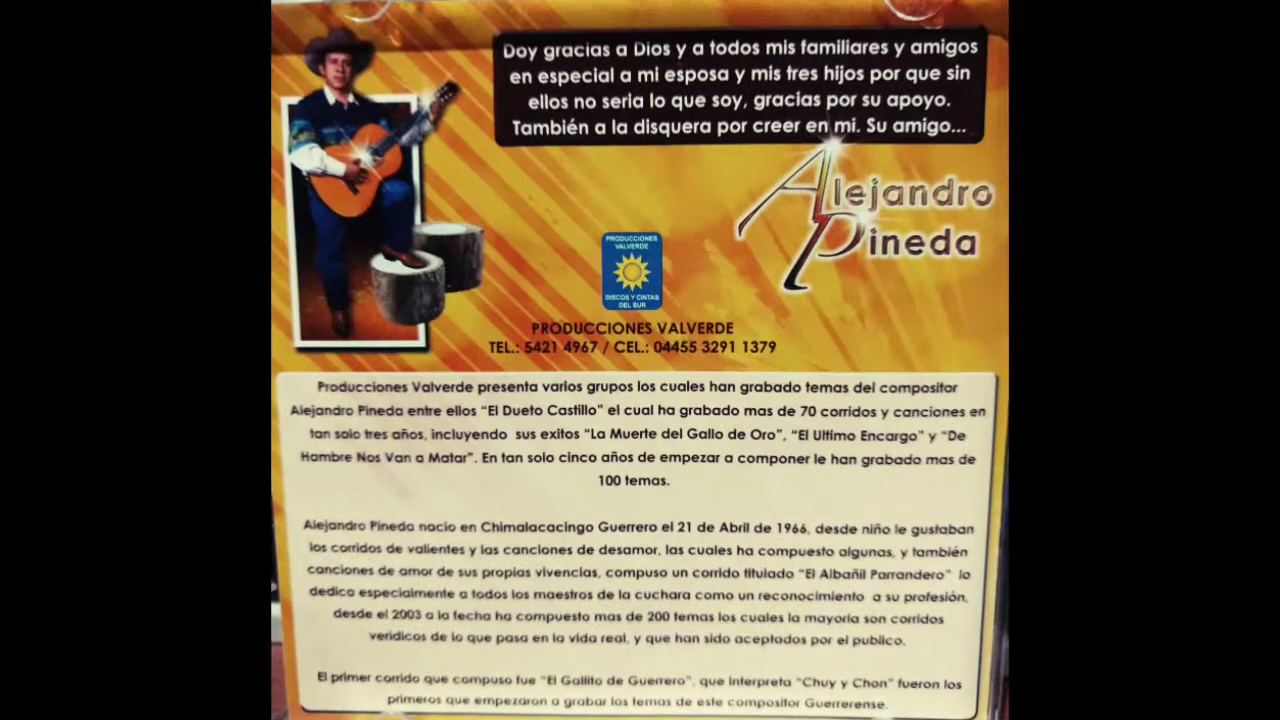 Doy gracias a Dios y a todos mis familiares y amigos
en especial a mi esposa y mis tres hijos por que sin
ellos no seria lo que soy, gracias por su apoyo.
También a la disquera por creer en mi. Su amigo...
Alejandro
Pineda
PRODUCCIONES
VALVERDE
DISCOS Y CINTAS
DEL SUR
PRODUCCIONES VALVERDE
TEL.: 5421 4967 / CEL.: 04455 3291 1379
Producciones Valverde presenta varios grupos los cuales han grabado temas del compositor
Alejandro Pineda entre ellos “El Dueto Castillo” el cual ha grabado mas de 70 corridos y canciones en
tan solo tres años, incluyendo sus exitos “La Muerte del Gallo de Oro”, “El Ultimo Encargo” y “De
Hambre Nos Van a Matar”. En tan solo cinco años de empezar a componer le han grabado mas de
100 temas.
Alejandro Pineda nacio en Chimalacacingo Guerrero el 21 de Abril de 1966, desde niño le gustaban
los corridos de valientes y las canciones de desamor, las cuales ha compuesto algunas, y también
canciones de amor de sus propias vivencias, compuso un corrido titulado “El Albañil Parrandero” lo
dedica especialmente a todos los maestros de la cuchara como un reconocimiento a su profesión,
desde el 2003 a la fecha ha compuesto mas de 200 temas los cuales la mayoría son corridos
veridicos de lo que pasa en la vida real, y que han sido aceptados por el publico.
El primer corrido que compuso fue “El Gallito de Guerrero”, que interpreta “Chuy y Chon” fueron los
primeros que empezaron a grabar los temas de este compositor Guerrerense.